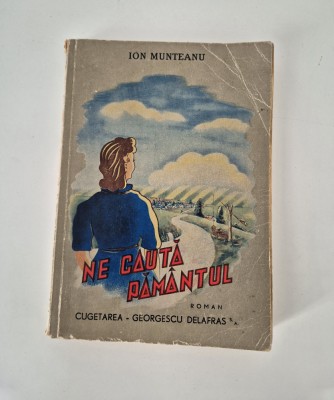 ION MUNTEANU
NE CAUTĂ
PĂMÂNTUL
ROMAN
CUGETAREA - GEORGESCU DELAFRAS S.A.